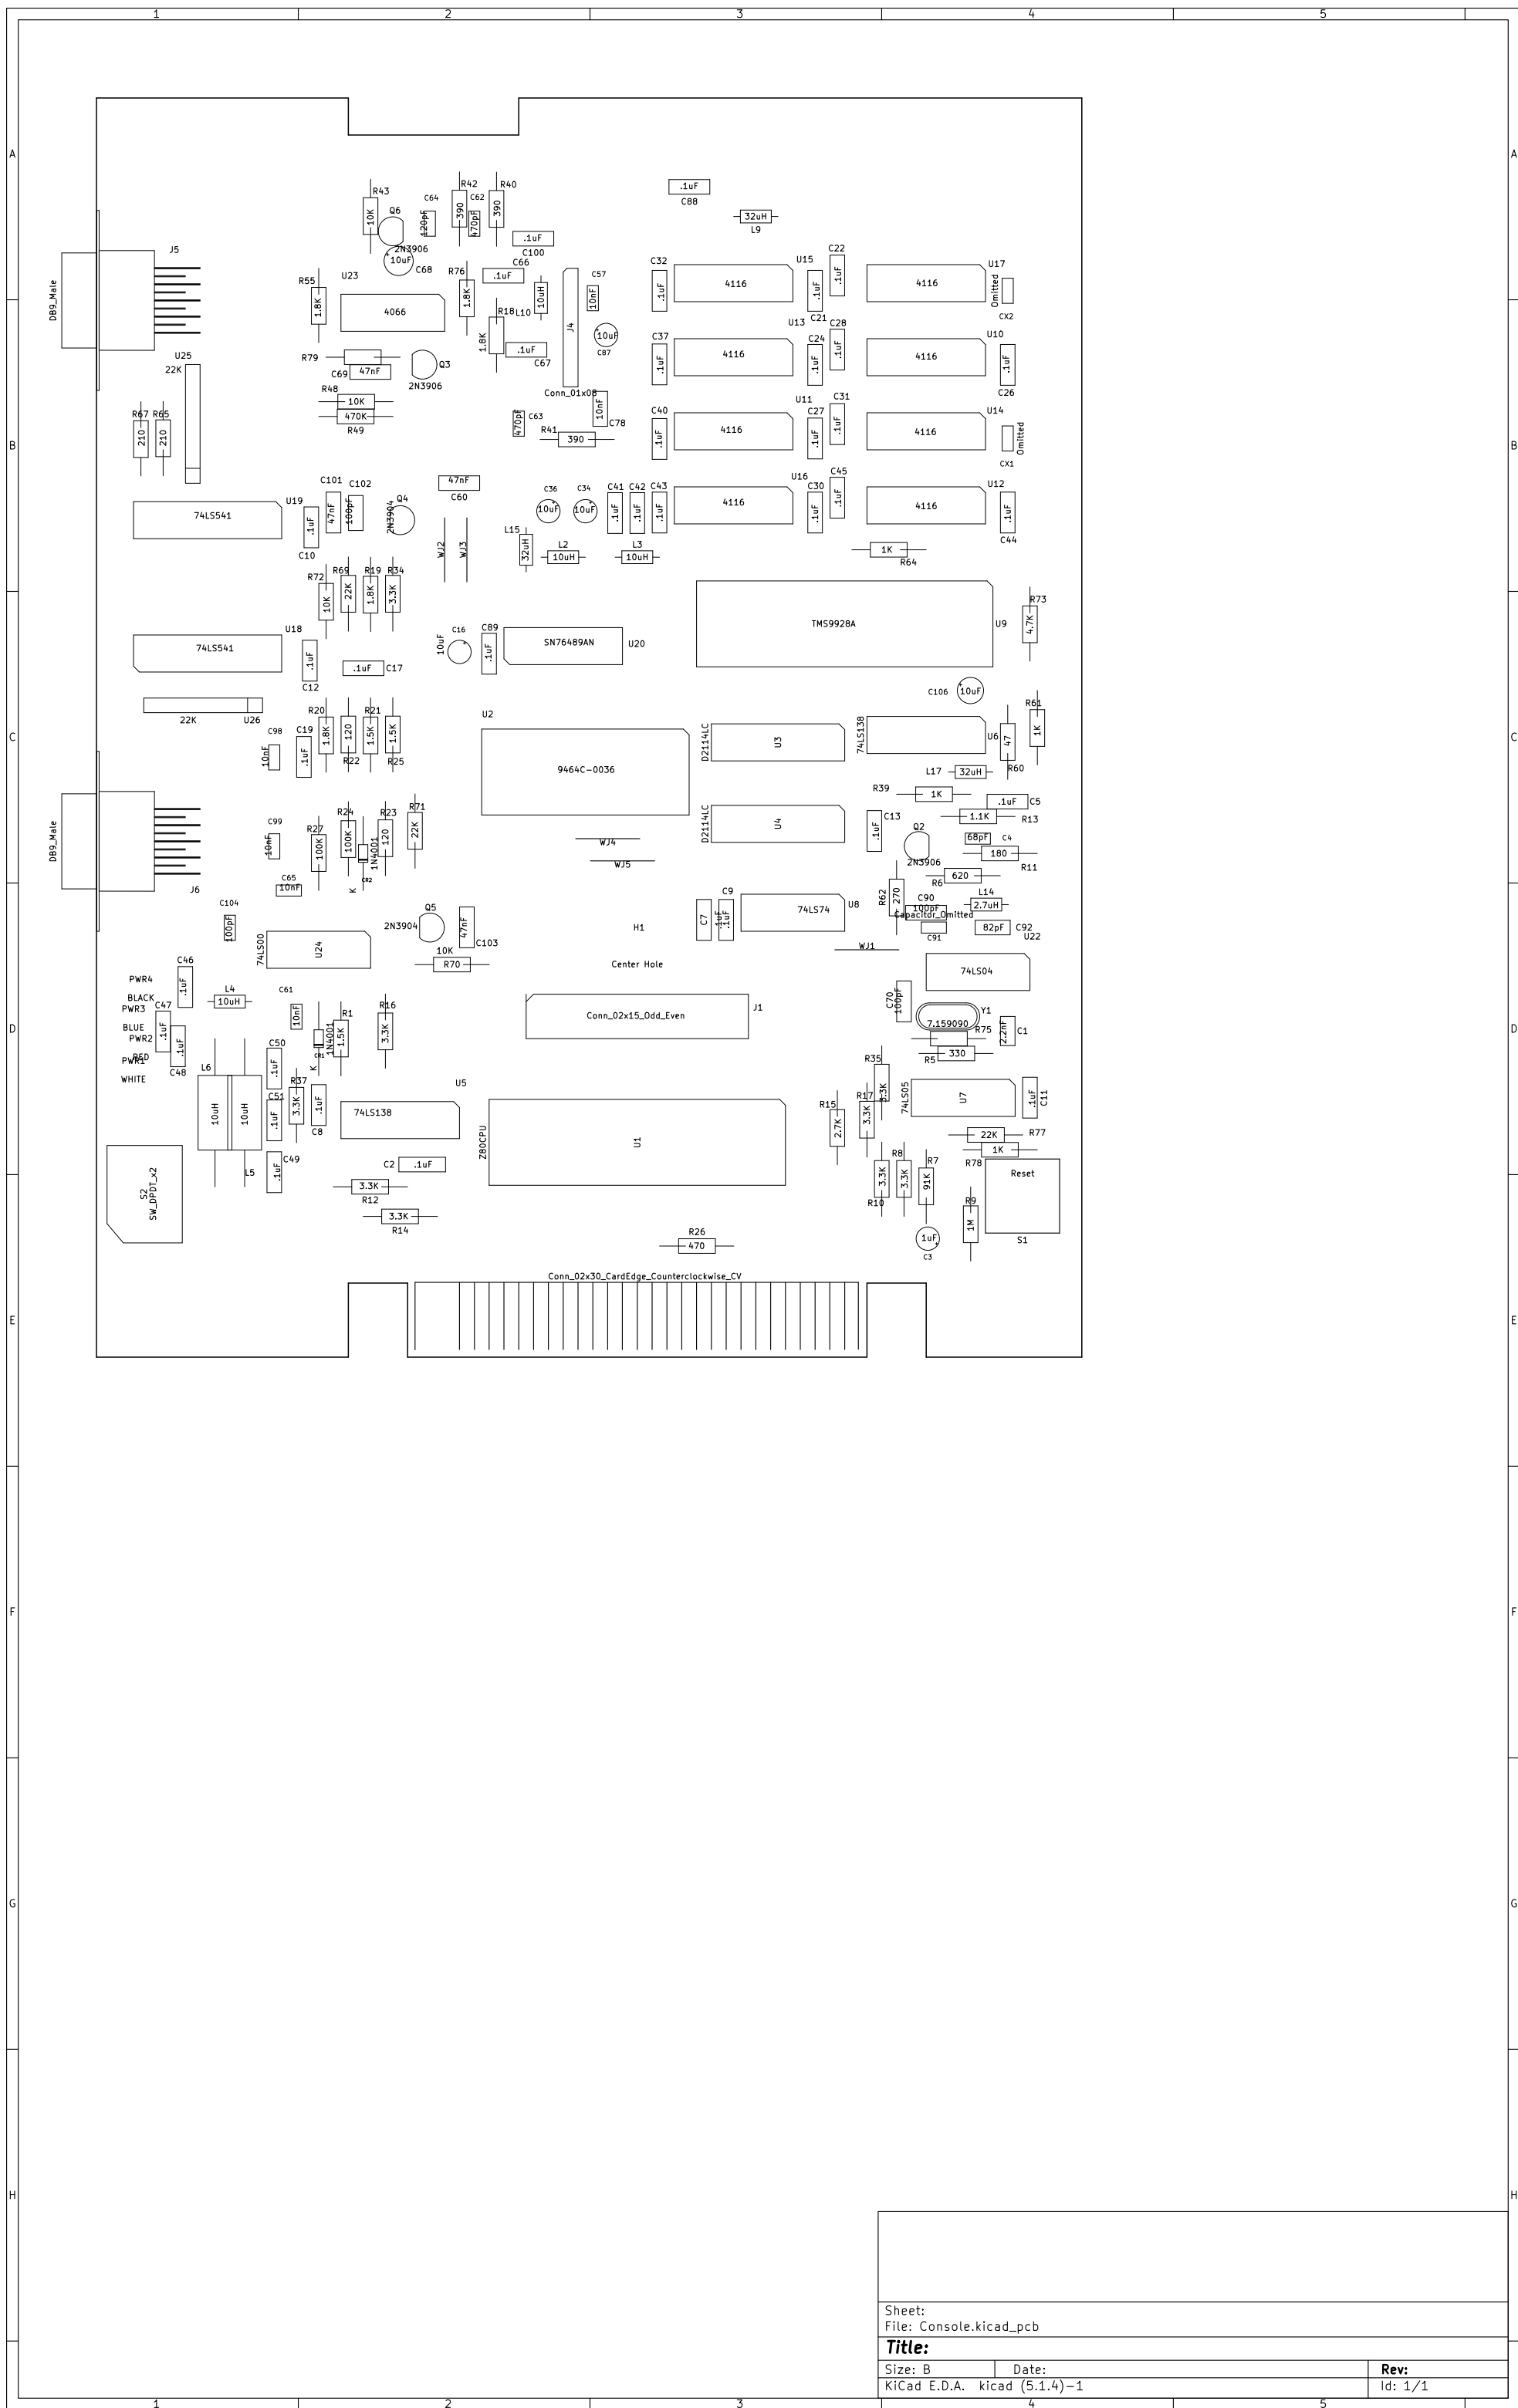 1
2
3
4
5
A
A
R43
10K
Q6
2N3906
C64
120pF
R42
390
C62
470pF
R40
390
.1uF
C88
32uH
L9
.1uF
C100
10uF
C68
J5
DB9_Male
U23
4066
R55
1.8K
R76
1.8K
C66
.1uF
R18
1.8K
L10
10uH
C57
10nF
J4
Conn_01x08
10uF
C87
.1uF
C67
C32
.1uF
4116
U15
C22
.1uF
.1uF
C21
4116
U17
Omitted
CX2
U13
C28
.1uF
C37
.1uF
4116
C24
.1uF
4116
U10
.1uF
C26
R79
47nF
C69
Q3
2N3906
U25
22K
R48
10K
470K
R49
R67
210
R65
210
B
B
470pF
C63
10nF
C78
R41
390
C40
.1uF
4116
U11
C27
.1uF
C31
.1uF
4116
U14
Omitted
CX1
U16
C45
.1uF
C43
.1uF
4116
C30
.1uF
4116
U12
.1uF
C44
1K
R64
74LS541
U19
C101
47nF
C102
100pF
.1uF
C10
Q4
2N3904
47nF
C60
WJ2
WJ3
C36
10uF
C34
10uF
C41
.1uF
C42
.1uF
L15
32uH
L2
10uH
L3
10uH
R72
10K
R69
22K
R19
1.8K
R34
3.3K
TMS9928A
U9
R73
4.7K
74LS541
U18
.1uF
C12
.1uF
C17
10uF
C16
C89
.1uF
SN76489AN
U20
C106
10uF
22K
U26
C
C
C98
10nF
C19
.1uF
R20
1.8K
120
R22
R21
1.5K
1.5K
R25
U2
9464C-0036
D2114LC
U3
74LS138
U6
47
R60
R61
1K
L17
32uH
R39
1K
.1uF
C5
1.1K
R13
D2114LC
U4
C13
.1uF
Q2
2N3906
68pF
C4
180
R11
R6
620
WJ4
WJ5
DB9_Male
J6
C99
10nF
R27
100K
R24
100K
1N4001
CR2
K
R23
120
R71
22K
C65
10nF
C104
100pF
Q5
2N3904
47nF
C103
74LS00
U24
10K
R70
H1
Center Hole
C7
C9
.1uF
.1uF
74LS74
U8
R62
270
C90
100pF
Capacitor_Omitted
C91
L14
2.7uH
82pF
C92
U22
WJ1
74LS04
D
D
PWR4
BLACK
PWR3
BLUE
PWR2
RED
PWR1
WHITE
C46
.1uF
C47
.1uF
.1uF
C48
L4
10uH
C61
10nF
1N4001
CR1
K
R1
1.5K
R16
3.3K
Conn_02x15_Odd_Even
J1
C70
100pF
Y1
7.159090
R75
2.2nF
C1
R5
330
L6
10uH
10uH
L5
C50
.1uF
C51
.1uF
C49
.1uF
R37
3.3K
.1uF
C8
74LS138
U5
Z80CPU
U1
R35
3.3K
R15
2.7K
R17
3.3K
74LS05
U7
.1uF
C11
22K
R77
1K
R78
S2
SW_DPDT_x2
C2
.1uF
3.3K
R12
3.3K
R14
R26
470
3.3K
R10
R8
3.3K
R7
91K
1uF
C3
R9
1M
Reset
S1
Conn_02x30_CardEdge_Counterclockwise_CV
E
E
F
F
G
G
H
H
Sheet:
File: Console.kicad_pcb
Title:
Size: B
Date:
Rev:
KiCad E.D.A. kicad (5.1.4)-1
Id: 1/1
1
2
3
4
5